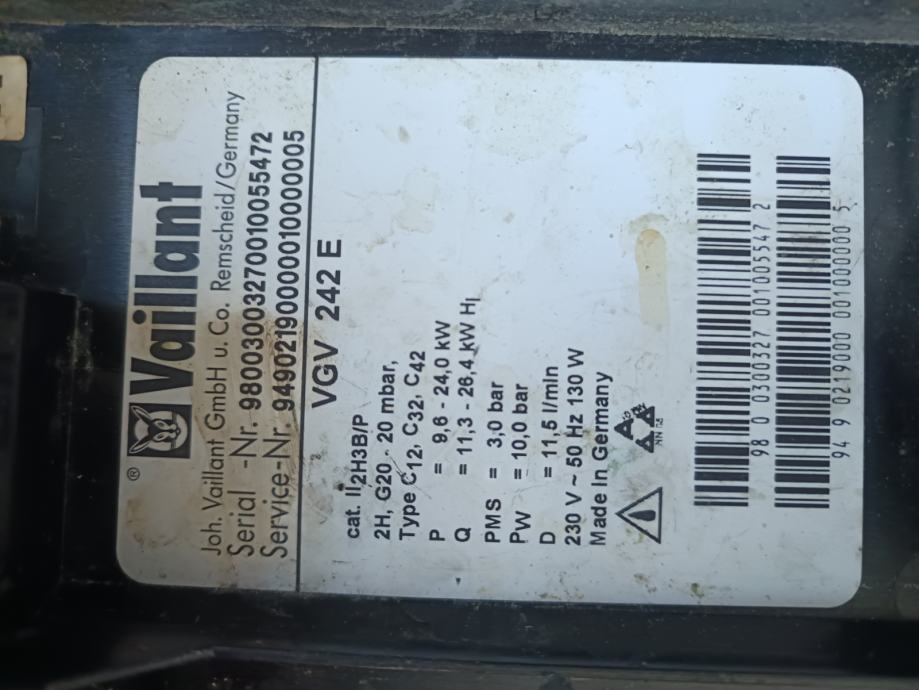 ®
Vaillant
Joh. Vaillant GmbH u. Co. Remscheid/Germany
Serial -Nr. 98003003270010055472
Service-Nr. 9490219000001000000005
VGV 242 E
cat. II2H3B/P
2H, G20 - 20 mbar,
Type C12, C32, C42
P = 9,6 - 24,0 kW
Q = 11,3 - 26,4 kW Hi
PMS = 3,0 bar
PW = 10,0 bar
D = 11,5 l/min
230 V ~ 50 Hz 130 W
Made In Germany
98 0 0300327 001005547 2
94 9 0219000 001000000 5